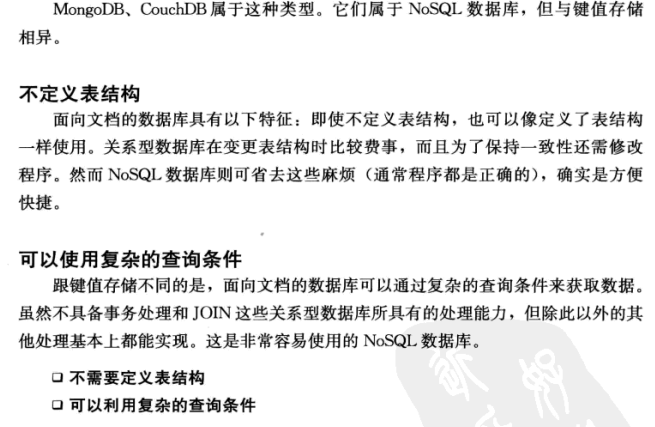 MongoDB、CouchDB 属于这种类型。它们属于 NoSQL 数据库，但与键值存储
相异。
不定义表结构
面向文档的数据库具有以下特征：即使不定义表结构，也可以像定义了表结构
一样使用。关系型数据库在变更表结构时比较费事，而且为了保持一致性还需修改
程序。然而 NoSQL 数据库则可省去这些麻烦（通常程序都是正确的），确实是方便
快捷。
可以使用复杂的查询条件
跟键值存储不同的是，面向文档的数据库可以通过复杂的查询条件来获取数据。
虽然不具备事务处理和 JOIN 这些关系型数据库所具有的处理能力，但除此以外的其
他处理基本上都能实现。这是非常容易使用的 NoSQL 数据库。
❑ 不需要定义表结构
❑ 可以利用复杂的查询条件